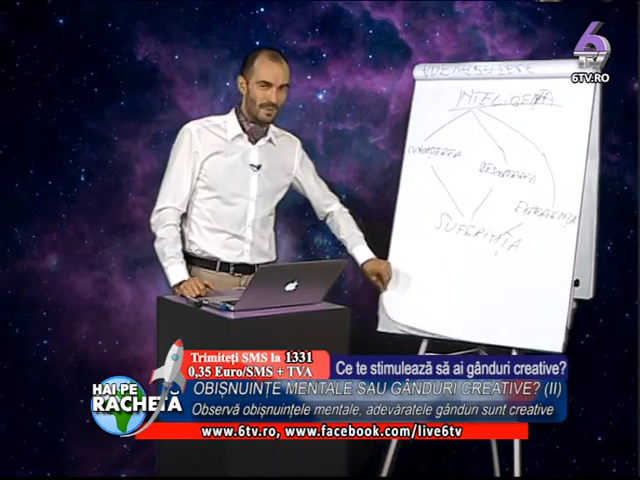 6
TV
6TV.RO
INTELIGENȚA
CUNOAȘTEREA
EXPERIENȚA
SUFERINȚA
Trimiteți SMS la 1331
0,35 Euro/SMS + TVA
Ce te stimulează să ai gânduri creative?
HAI PE
RACHETĂ
OBIȘNUINȚE MENTALE SAU GÂNDURI CREATIVE? (II)
Observă obișnuințele mentale, adevăratele gânduri sunt creative
www.6tv.ro, www.facebook.com/live6tv